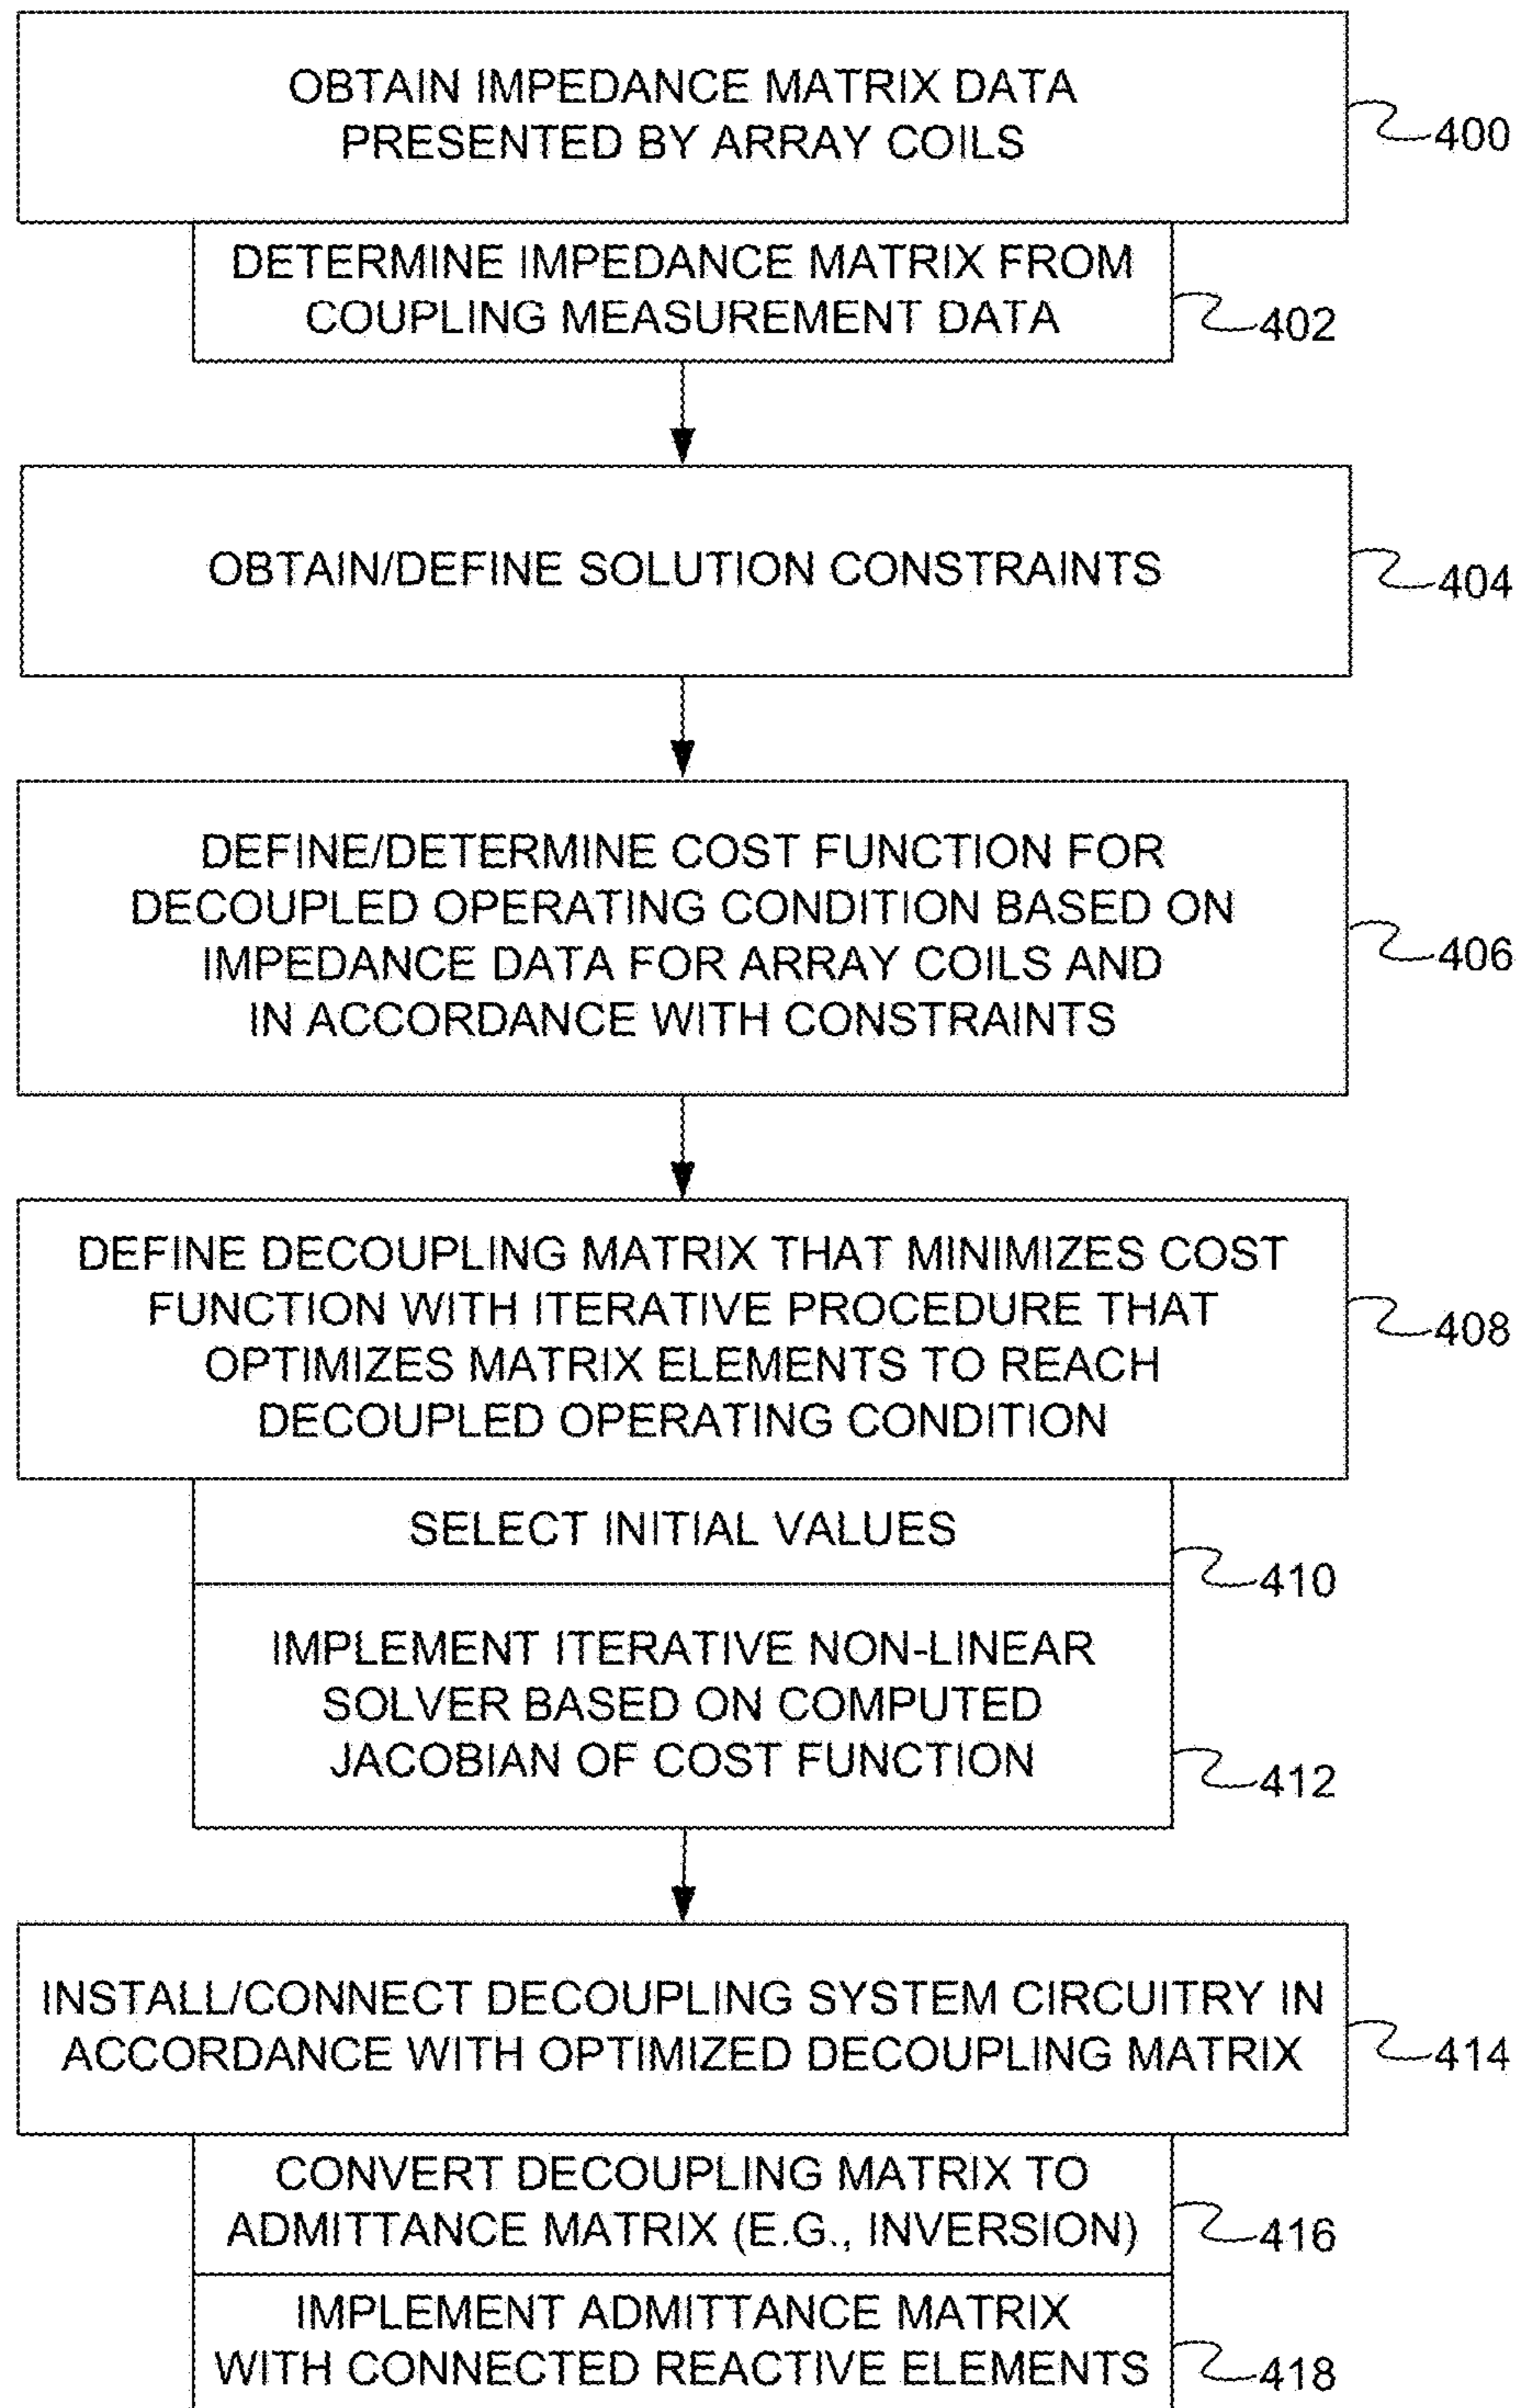 OBTAIN IMPEDANCE MATRIX DATA
PRESENTED BY ARRAY COILS
400
DETERMINE IMPEDANCE MATRIX FROM
COUPLING MEASUREMENT DATA
402
OBTAIN/DEFINE SOLUTION CONSTRAINTS
404
DEFINE/DETERMINE COST FUNCTION FOR
DECOUPLED OPERATING CONDITION BASED ON
IMPEDANCE DATA FOR ARRAY COILS AND
IN ACCORDANCE WITH CONSTRAINTS
406
DEFINE DECOUPLING MATRIX THAT MINIMIZES COST
FUNCTION WITH ITERATIVE PROCEDURE THAT
OPTIMIZES MATRIX ELEMENTS TO REACH
DECOUPLED OPERATING CONDITION
408
SELECT INITIAL VALUES
410
IMPLEMENT ITERATIVE NON-LINEAR
SOLVER BASED ON COMPUTED
JACOBIAN OF COST FUNCTION
412
INSTALL/CONNECT DECOUPLING SYSTEM CIRCUITRY IN
ACCORDANCE WITH OPTIMIZED DECOUPLING MATRIX
414
CONVERT DECOUPLING MATRIX TO
ADMITTANCE MATRIX (E.G., INVERSION)
416
IMPLEMENT ADMITTANCE MATRIX
WITH CONNECTED REACTIVE ELEMENTS
418